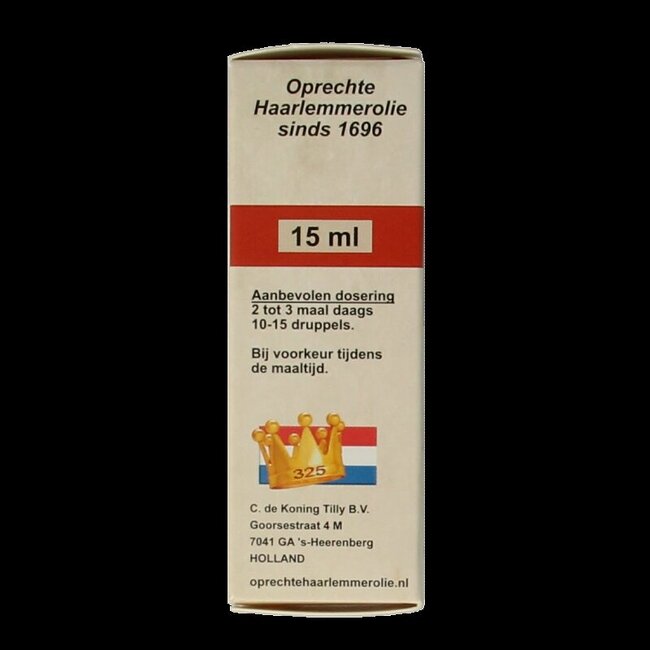 Oprechte
Haarlemmerolie
sinds 1696
15 ml
Aanbevolen dosering
2 tot 3 maal daags
10-15 druppels.
Bij voorkeur tijdens
de maaltijd.
325
C. de Koning Tilly B.V.
Goorsestraat 4 M
7041 GA 's-Heerenberg
HOLLAND
oprechtehaarlemmerolie.nl